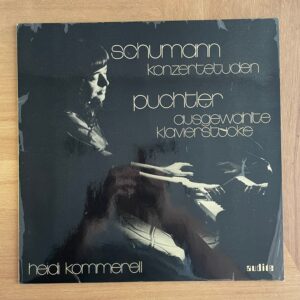 schumann
konzertetuden
puchtler
ausgewählte
klavierstücke
heidi kommerell
audite